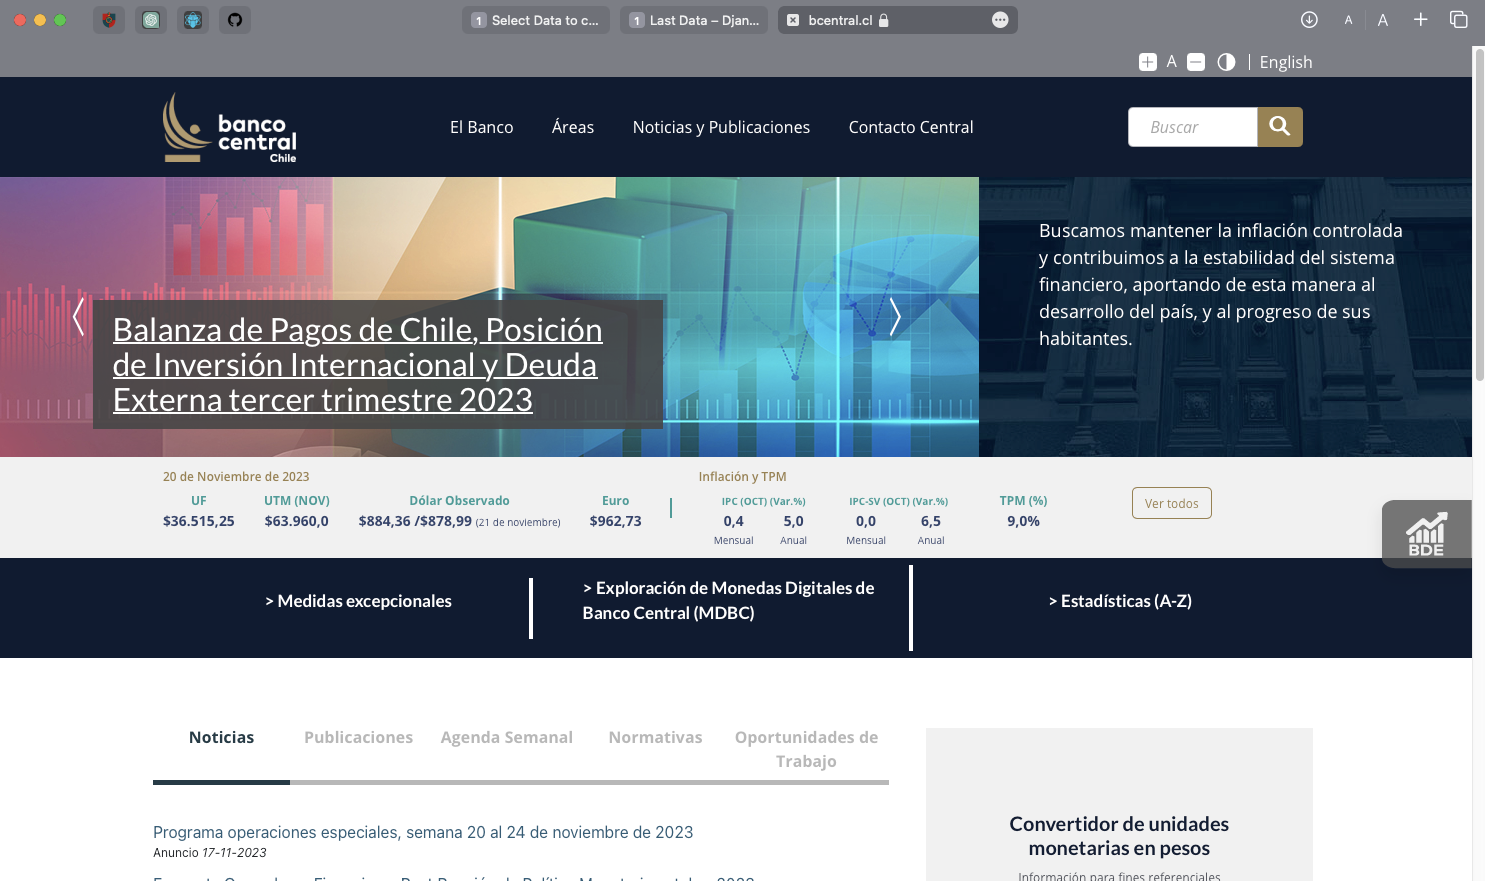 1 Select Data to c...
1 Last Data – Djan...
bcentral.cl
A
A
A
English
banco
central
Chile
El Banco
Áreas
Noticias y Publicaciones
Contacto Central
Buscar
Balanza de Pagos de Chile, Posición
de Inversión Internacional y Deuda
Externa tercer trimestre 2023
Buscamos mantener la inflación controlada
y contribuimos a la estabilidad del sistema
financiero, aportando de esta manera al
desarrollo del país, y al progreso de sus
habitantes.
20 de Noviembre de 2023
UF
$36.515,25
UTM (NOV)
$63.960,0
Dólar Observado
$884,36 /$878,99 (21 de noviembre)
Euro
$962,73
Inflación y TPM
IPC (OCT) (Var.%)
0,4 5,0
Mensual Anual
IPC-SV (OCT) (Var.%)
0,0 6,5
Mensual Anual
TPM (%)
9,0%
Ver todos
BDE
> Medidas excepcionales
> Exploración de Monedas Digitales de
Banco Central (MDBC)
> Estadísticas (A-Z)
Noticias
Publicaciones
Agenda Semanal
Normativas
Oportunidades de
Trabajo
Programa operaciones especiales, semana 20 al 24 de noviembre de 2023
Anuncio 17-11-2023
Convertidor de unidades
monetarias en pesos
Información para fines referenciales